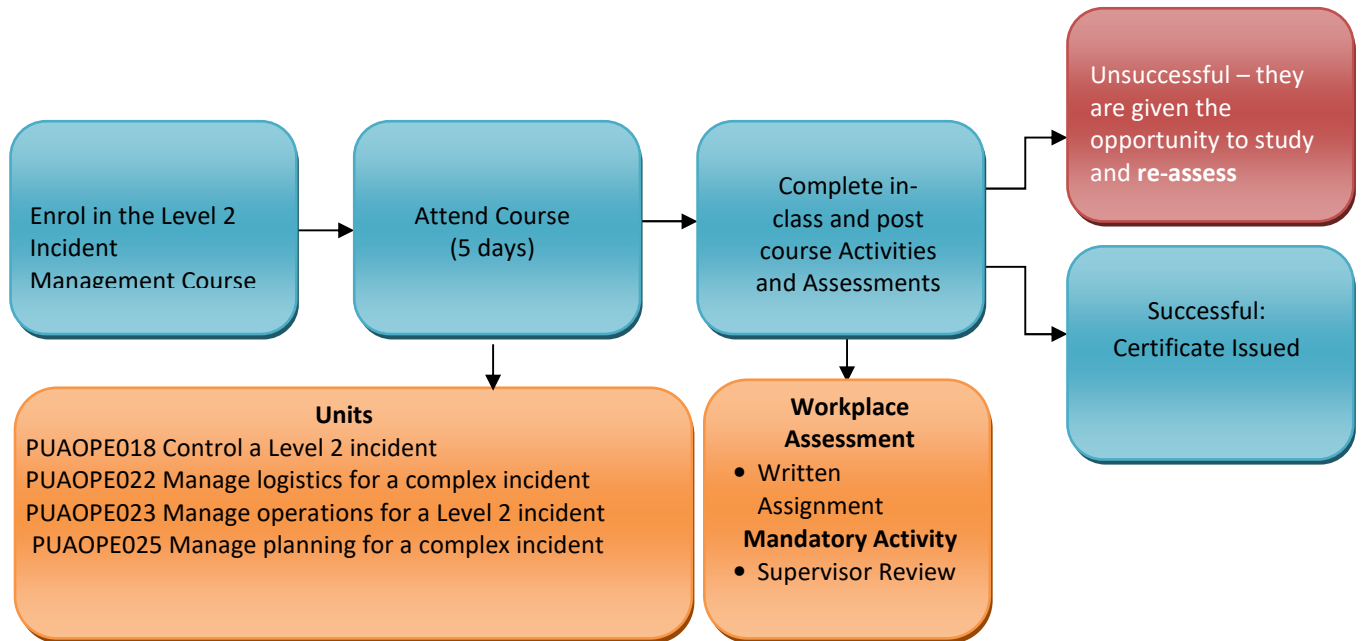 Enrol in the Level 2
Incident
Management Course
Attend Course
(5 days)
Complete in-
class and post
course Activities
and Assessments
Unsuccessful – they
are given the
opportunity to study
and re-assess
Successful:
Certificate Issued
Units
PUAOPE018 Control a Level 2 incident
PUAOPE022 Manage logistics for a complex incident
PUAOPE023 Manage operations for a Level 2 incident
PUAOPE025 Manage planning for a complex incident
Workplace
Assessment
• Written
Assignment
Mandatory Activity
• Supervisor Review